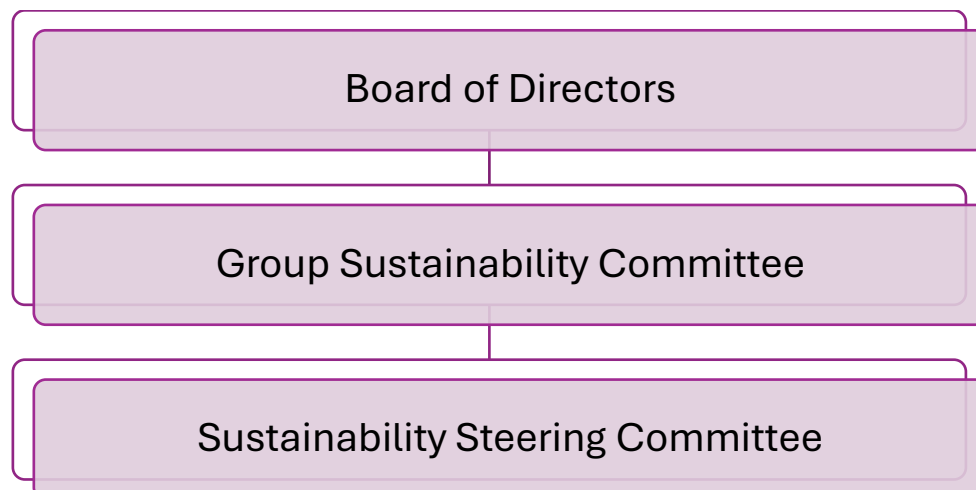 Board of Directors
Group Sustainability Committee
Sustainability Steering Committee